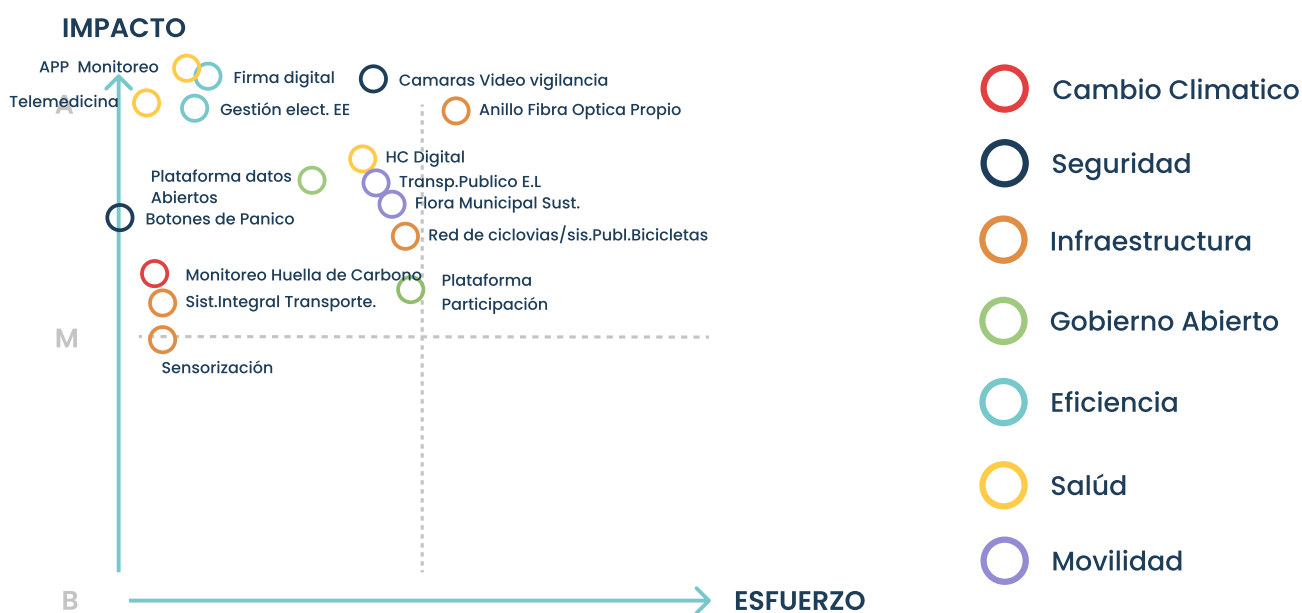 IMPACTO
APP Monitoreo
Firma digital
Camaras Video vigilancia
Telemedicina
A
Gestión elect. EE
Anillo Fibra Optica Propio
HC Digital
Plataforma datos
Abiertos
Transp.Publico E.L
Flora Municipal Sust.
Botones de Panico
Red de ciclovias/sis.Publ.Bicicletas
Monitoreo Huella de Carbono
Plataforma
Participación
Sist.Integral Transporte.
M
Sensorización
B
ESFUERZO
Cambio Climatico
Seguridad
Infraestructura
Gobierno Abierto
Eficiencia
Salúd
Movilidad